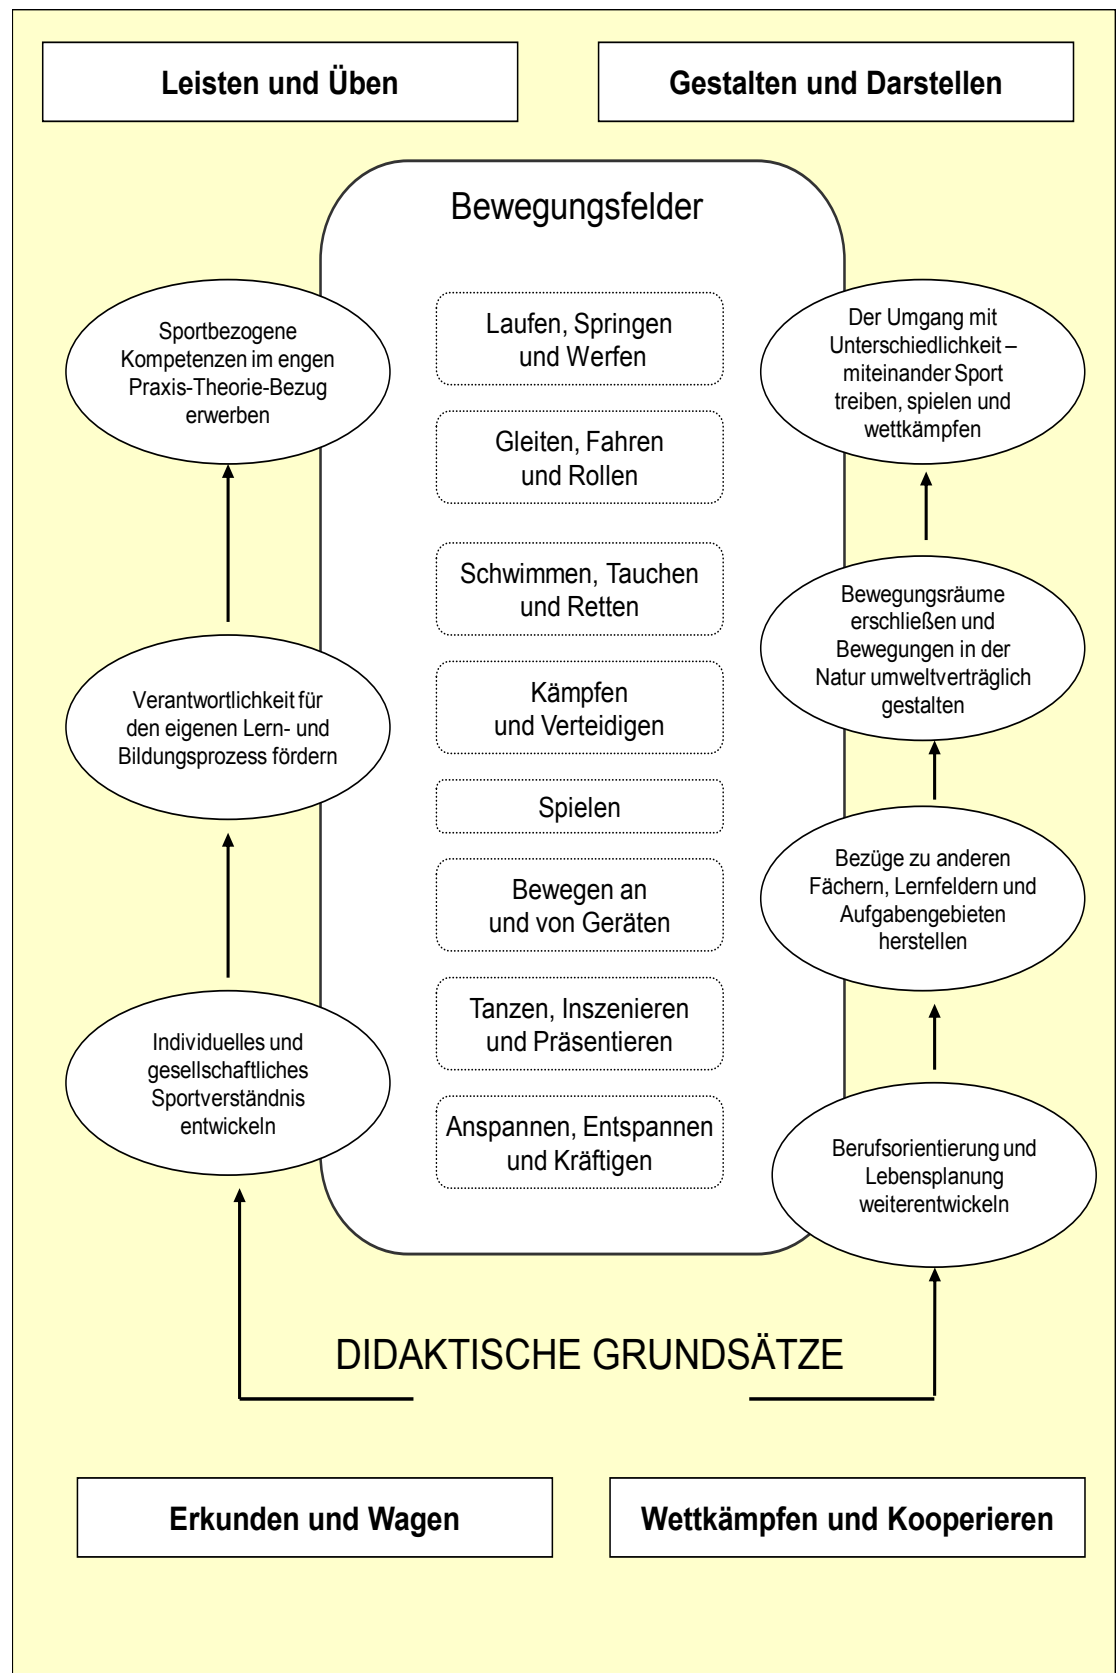 Leisten und Üben
Gestalten und Darstellen
Bewegungsfelder
Laufen, Springen
und Werfen
Gleiten, Fahren
und Rollen
Schwimmen, Tauchen
und Retten
Kämpfen
und Verteidigen
Spielen
Bewegen an
und von Geräten
Tanzen, Inszenieren
und Präsentieren
Anspannen, Entspannen
und Kräftigen
Sportbezogene
Kompetenzen im engen
Praxis-Theorie-Bezug
erwerben
Verantwortlichkeit für
den eigenen Lern- und
Bildungsprozess fördern
Individuelles und
gesellschaftliches
Sportverständnis
entwickeln
Der Umgang mit
Unterschiedlichkeit –
miteinander Sport
treiben, spielen und
wettkämpfen
Bewegungsräume
erschließen und
Bewegungen in der
Natur umweltverträglich
gestalten
Bezüge zu anderen
Fächern, Lernfeldern und
Aufgabengebieten
herstellen
Berufsorientierung und
Lebensplanung
weiterentwickeln
DIDAKTISCHE GRUNDSÄTZE
Erkunden und Wagen
Wettkämpfen und Kooperieren